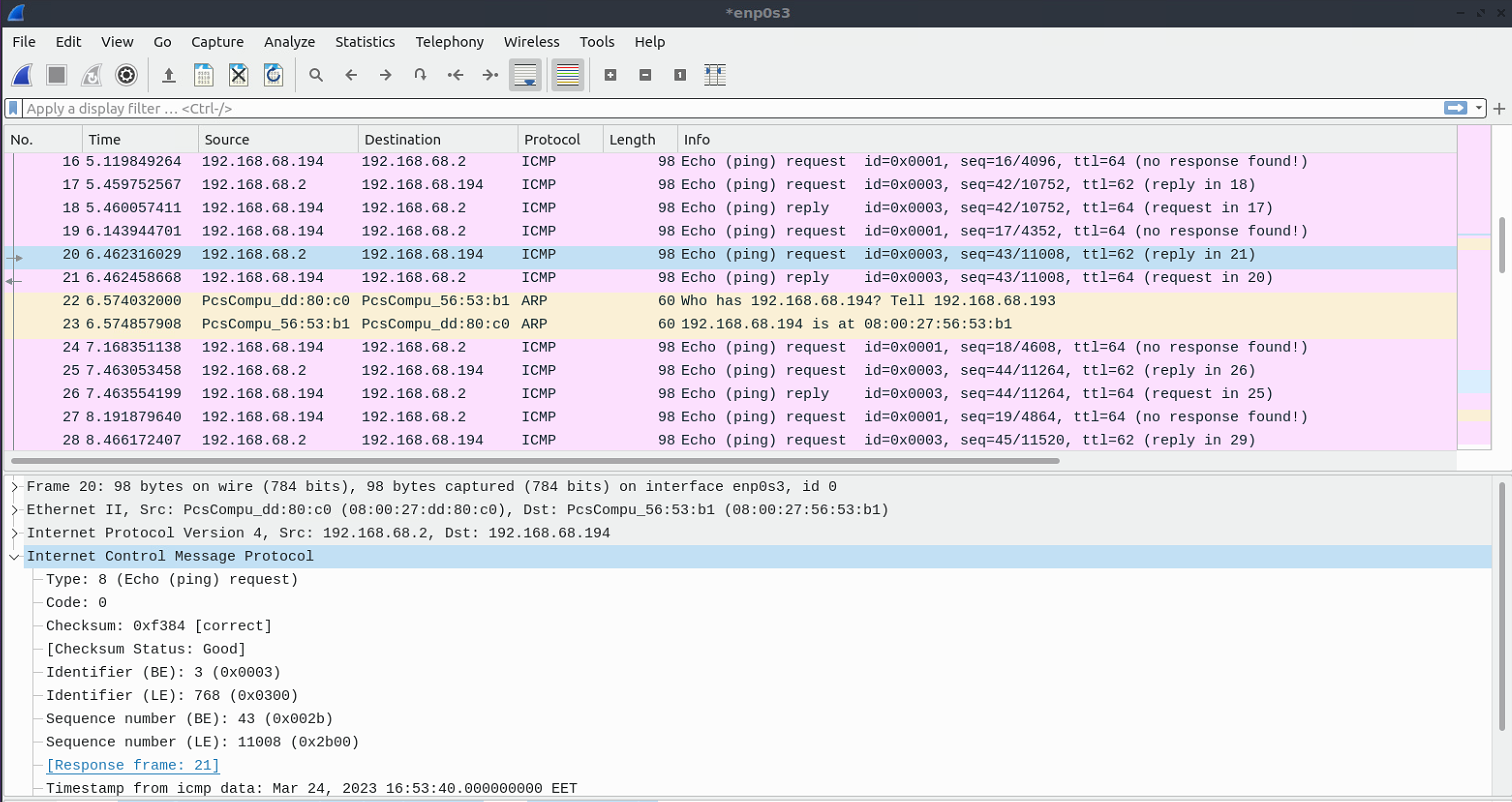 *enp0s3
File Edit View Go Capture Analyze Statistics Telephony Wireless Tools Help
Apply a display filter … <Ctrl-/>
No. Time Source Destination Protocol Length Info
16 5.119849264 192.168.68.194 192.168.68.2 ICMP 98 Echo (ping) request id=0x0001, seq=16/4096, ttl=64 (no response found!)
17 5.459752567 192.168.68.2 192.168.68.194 ICMP 98 Echo (ping) request id=0x0003, seq=42/10752, ttl=62 (reply in 18)
18 5.460057411 192.168.68.194 192.168.68.2 ICMP 98 Echo (ping) reply id=0x0003, seq=42/10752, ttl=64 (request in 17)
19 6.143944701 192.168.68.194 192.168.68.2 ICMP 98 Echo (ping) request id=0x0001, seq=17/4352, ttl=64 (no response found!)
20 6.462316029 192.168.68.2 192.168.68.194 ICMP 98 Echo (ping) request id=0x0003, seq=43/11008, ttl=62 (reply in 21)
21 6.462458668 192.168.68.194 192.168.68.2 ICMP 98 Echo (ping) reply id=0x0003, seq=43/11008, ttl=64 (request in 20)
22 6.574032000 PcsCompu_dd:80:c0 PcsCompu_56:53:b1 ARP 60 Who has 192.168.68.194? Tell 192.168.68.193
23 6.574857908 PcsCompu_56:53:b1 PcsCompu_dd:80:c0 ARP 60 192.168.68.194 is at 08:00:27:56:53:b1
24 7.168351138 192.168.68.194 192.168.68.2 ICMP 98 Echo (ping) request id=0x0001, seq=18/4608, ttl=64 (no response found!)
25 7.463053458 192.168.68.2 192.168.68.194 ICMP 98 Echo (ping) request id=0x0003, seq=44/11264, ttl=62 (reply in 26)
26 7.463554199 192.168.68.194 192.168.68.2 ICMP 98 Echo (ping) reply id=0x0003, seq=44/11264, ttl=64 (request in 25)
27 8.191879640 192.168.68.194 192.168.68.2 ICMP 98 Echo (ping) request id=0x0001, seq=19/4864, ttl=64 (no response found!)
28 8.466172407 192.168.68.2 192.168.68.194 ICMP 98 Echo (ping) request id=0x0003, seq=45/11520, ttl=62 (reply in 29)
Frame 20: 98 bytes on wire (784 bits), 98 bytes captured (784 bits) on interface enp0s3, id 0
Ethernet II, Src: PcsCompu_dd:80:c0 (08:00:27:dd:80:c0), Dst: PcsCompu_56:53:b1 (08:00:27:56:53:b1)
Internet Protocol Version 4, Src: 192.168.68.2, Dst: 192.168.68.194
Internet Control Message Protocol
Type: 8 (Echo (ping) request)
Code: 0
Checksum: 0xf384 [correct]
[Checksum Status: Good]
Identifier (BE): 3 (0x0003)
Identifier (LE): 768 (0x0300)
Sequence number (BE): 43 (0x002b)
Sequence number (LE): 11008 (0x2b00)
[Response frame: 21]
Timestamp from icmp data: Mar 24, 2023 16:53:40.000000000 EET